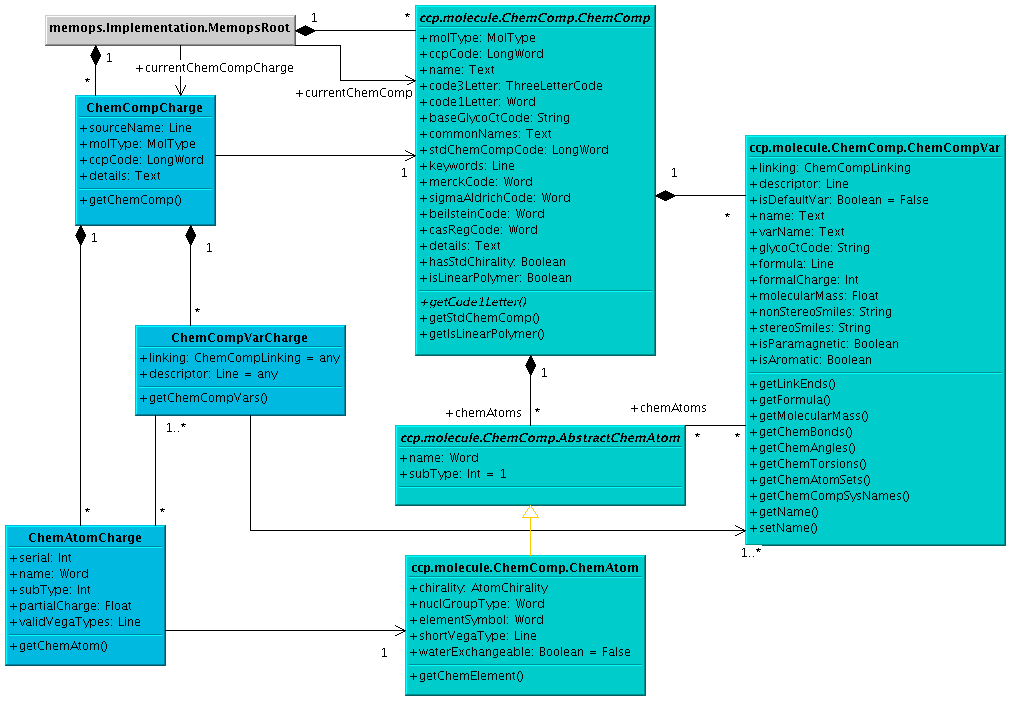 memops.Implementation.MemopsRoot
1
*
1
*
+currentChemCompCharge
+currentChemComp
ChemCompCharge
+sourceName: Line
+molType: MolType
+ccpCode: LongWord
+details: Text
+getChemComp()
1
1
1
*
*
ccp.molecule.ChemComp.ChemComp
+molType: MolType
+ccpCode: LongWord
+name: Text
+code3Letter: ThreeLetterCode
+code1Letter: Word
+baseGlycoCtCode: String
+commonNames: Text
+stdChemCompCode: LongWord
+keywords: Line
+merckCode: Word
+sigmaAldrichCode: Word
+beilsteinCode: Word
+casRegCode: Word
+details: Text
+hasStdChirality: Boolean
+isLinearPolymer: Boolean
+getCode1Letter()
+getStdChemComp()
+getIsLinearPolymer()
1
*
1
*
ccp.molecule.ChemComp.ChemCompVar
+linking: ChemCompLinking
+descriptor: Line
+isDefaultVar: Boolean = False
+name: Text
+varName: Text
+glycoCtCode: String
+formula: Line
+formalCharge: Int
+molecularMass: Float
+nonStereoSmiles: String
+stereoSmiles: String
+isParamagnetic: Boolean
+isAromatic: Boolean
+getLinkEnds()
+getFormula()
+getMolecularMass()
+getChemBonds()
+getChemAngles()
+getChemTorsions()
+getChemAtomSets()
+getChemCompSysNames()
+getName()
+setName()
1..*
ChemCompVarCharge
+linking: ChemCompLinking = any
+descriptor: Line = any
+getChemCompVars()
1..*
*
+chemAtoms
+chemAtoms
*
*
ccp.molecule.ChemComp.AbstractChemAtom
+name: Word
+subType: Int = 1
ChemAtomCharge
+serial: Int
+name: Word
+subType: Int
+partialCharge: Float
+validVegaTypes: Line
+getChemAtom()
1
ccp.molecule.ChemComp.ChemAtom
+chirality: AtomChirality
+nuclGroupType: Word
+elementSymbol: Word
+shortVegaType: Line
+waterExchangeable: Boolean = False
+getChemElement()